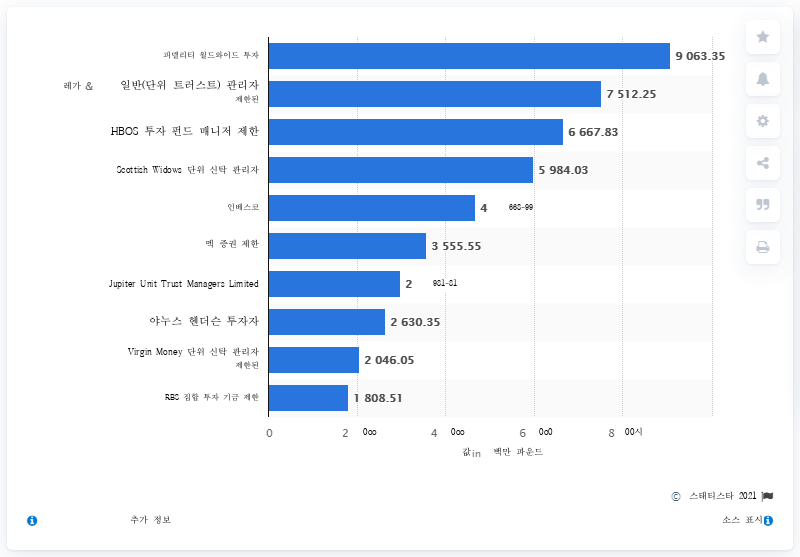 피델리티 월드와이드 투자
9 063.35
레가 & 일반(단위 트러스트) 관리자
제한된
7 512.25
HBOS 투자 펀드 매니저 제한
6 667.83
Scottish Widows 단위 신탁 관리자
5 984.03
인베스코
4 668-99
멕 증권 제한
3 555.55
Jupiter Unit Trust Managers Limited
2 981-81
야누스 헨더슨 투자자
2 630.35
Virgin Money 단위 신탁 관리자
제한된
2 046.05
RBS 집합 투자 기금 제한
1 808.51
0 2 0oo 4 0oo 6 0o0 8 00시
값in 백만 파운드
© 스태티스타 2021
추가 정보
소스 표시